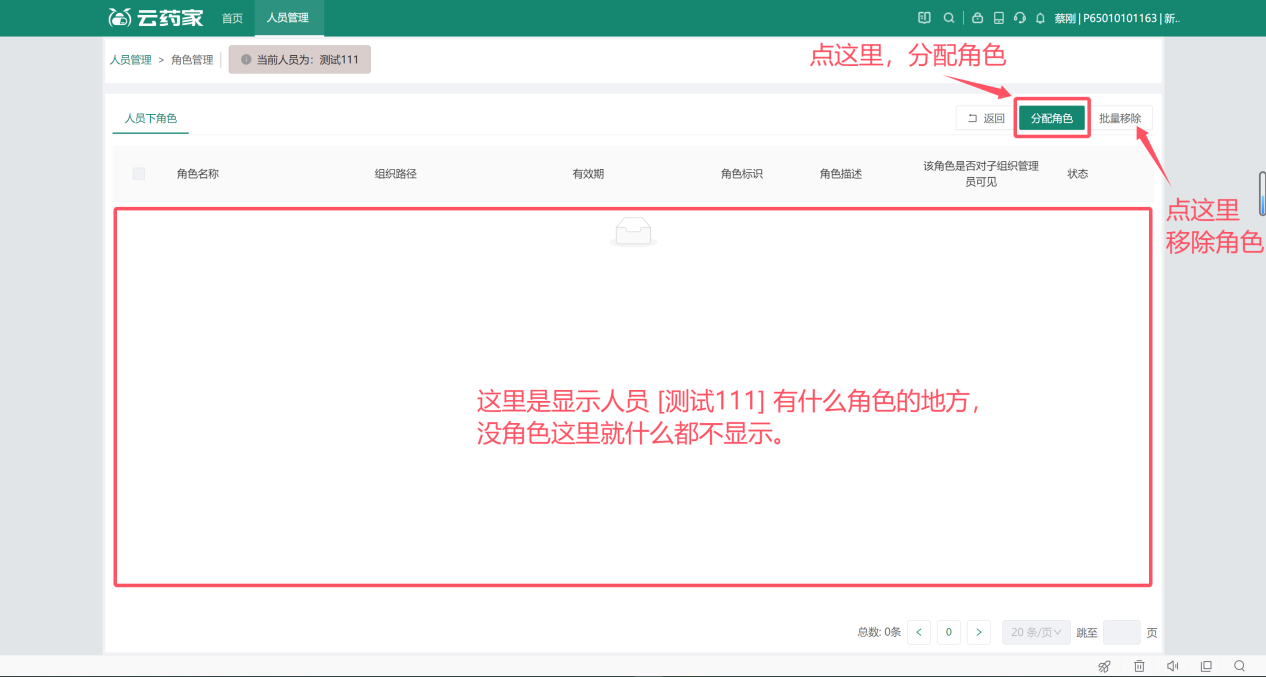 云药家 首页 人员管理 蔡刚 | P65010101163 | 新..
人员管理 > 角色管理 当前人员为：测试111
点这里，分配角色
人员下角色 返回 分配角色 批量移除
角色名称 组织路径 有效期 角色标识 角色描述 该角色是否对子组织管理员可见 状态
点这里
移除角色
这里是显示人员 [测试111] 有什么角色的地方，
没角色这里就什么都不显示。
总数: 0条 < 0 > 20 条/页 跳至 页